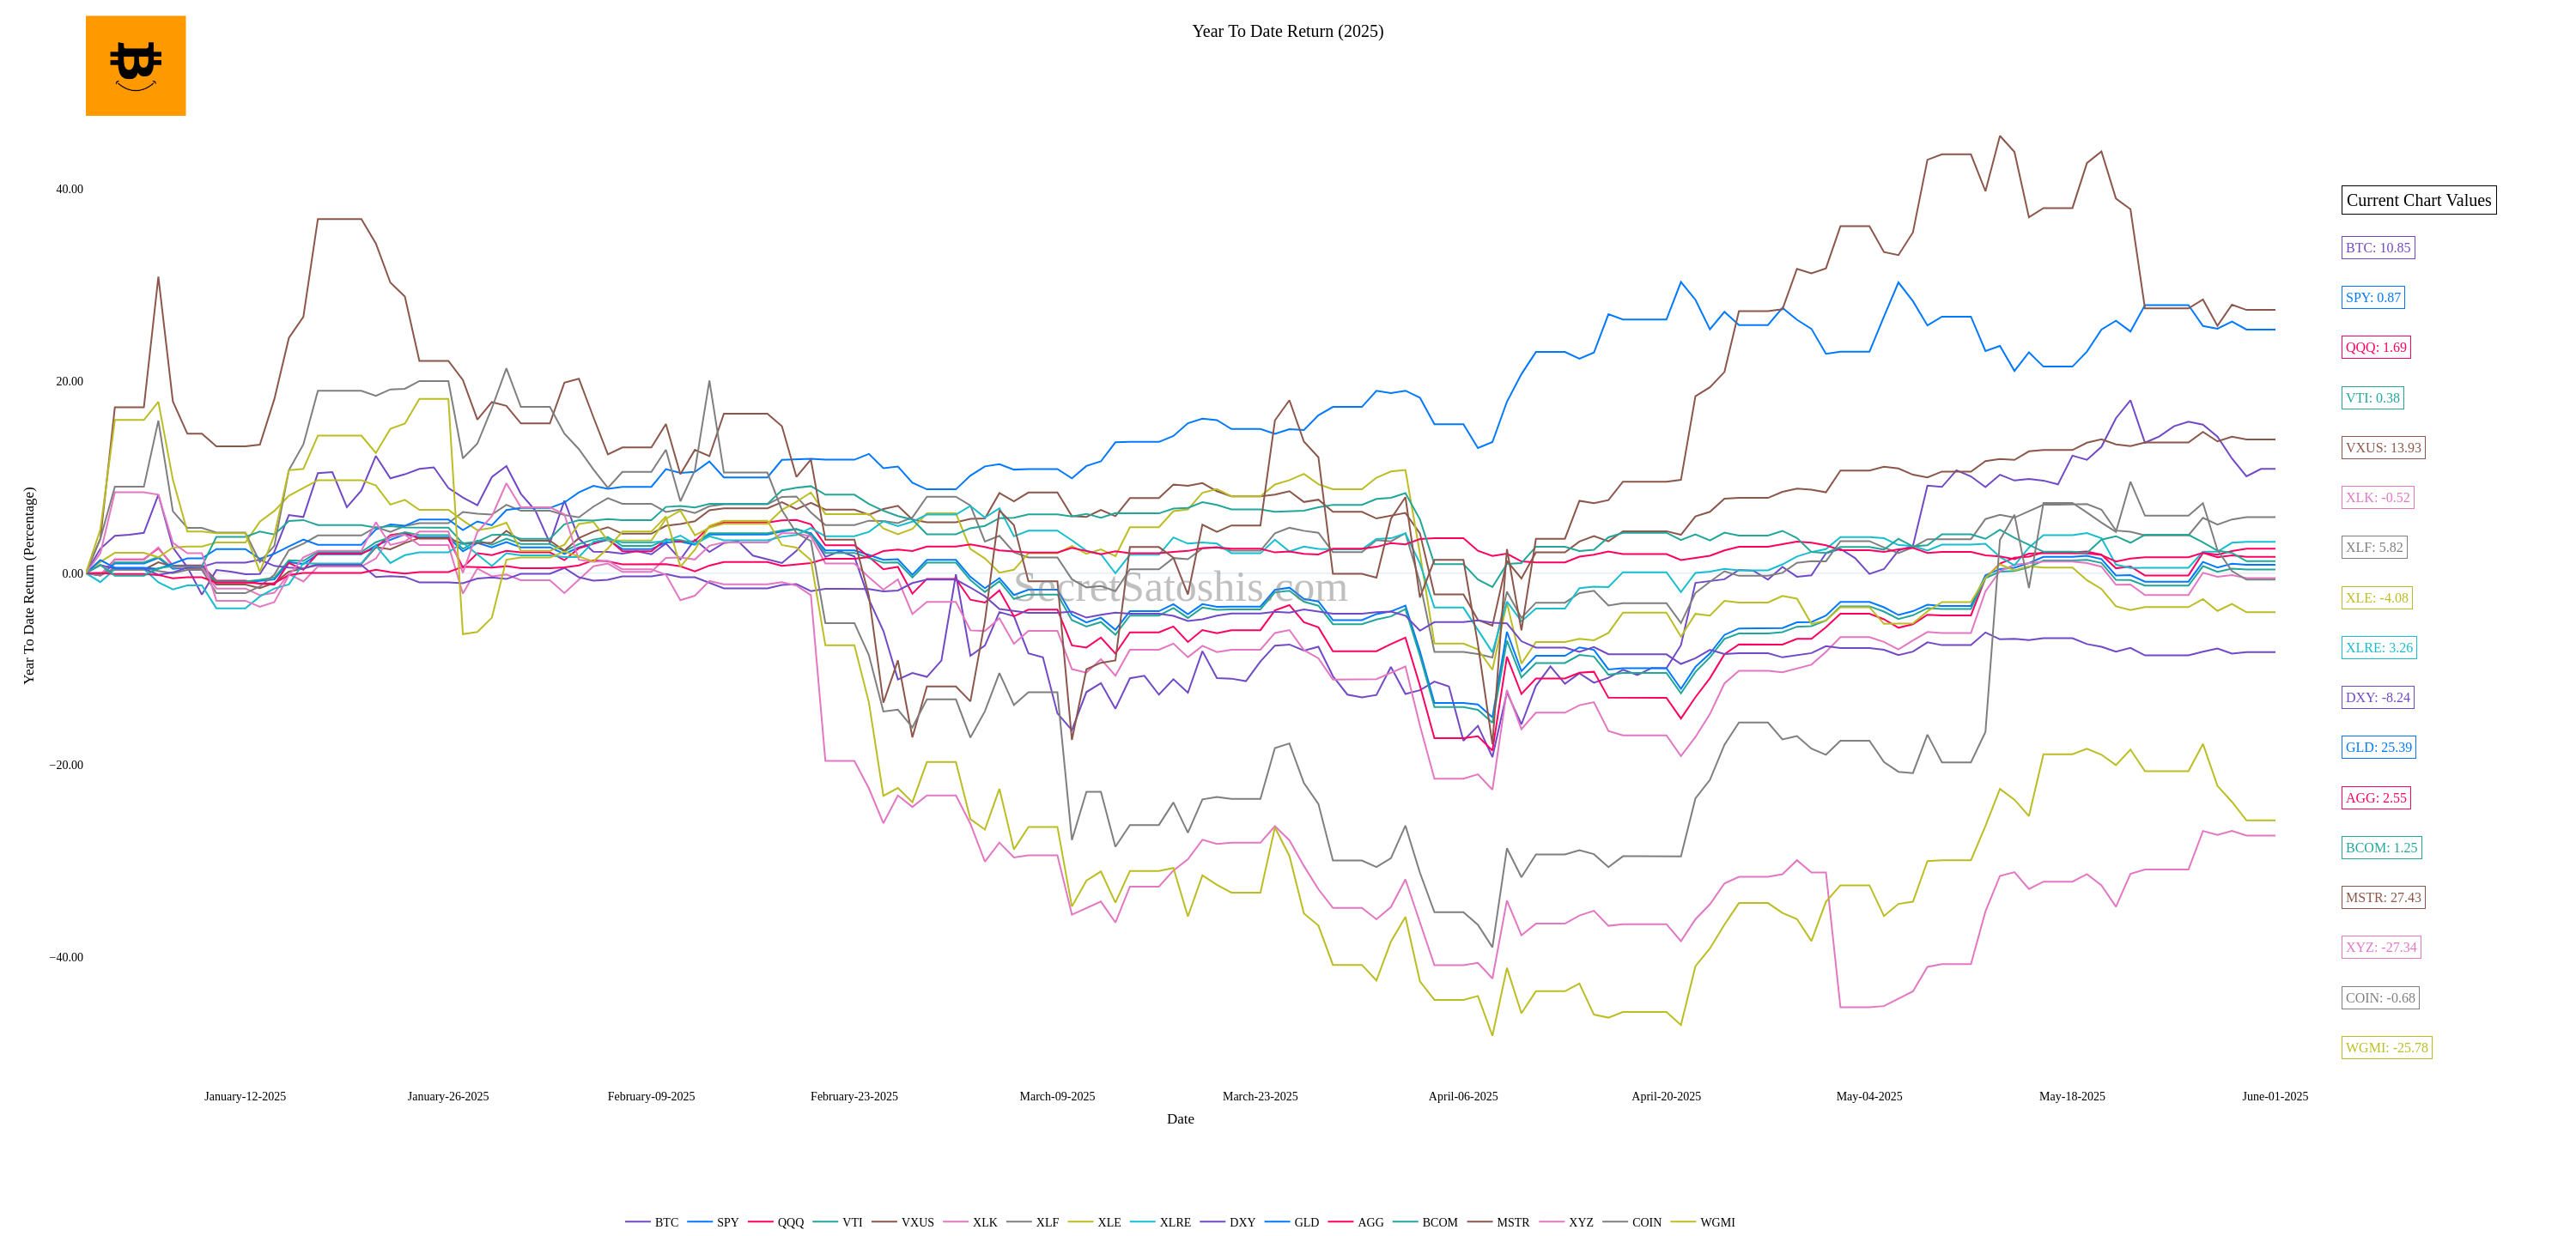 Year To Date Return (2025)
40.00
20.00
0.00
−20.00
−40.00
Year To Date Return (Percentage)
SecretSatoshis.com
Current Chart Values
BTC: 10.85
SPY: 0.87
QQQ: 1.69
VTI: 0.38
VXUS: 13.93
XLK: -0.52
XLF: 5.82
XLE: -4.08
XLRE: 3.26
DXY: -8.24
GLD: 25.39
AGG: 2.55
BCOM: 1.25
MSTR: 27.43
XYZ: -27.34
COIN: -0.68
WGMI: -25.78
January-12-2025 January-26-2025 February-09-2025 February-23-2025 March-09-2025 March-23-2025 April-06-2025 April-20-2025 May-04-2025 May-18-2025 June-01-2025
Date
BTC SPY QQQ VTI VXUS XLK XLF XLE XLRE DXY GLD AGG BCOM MSTR XYZ COIN WGMI